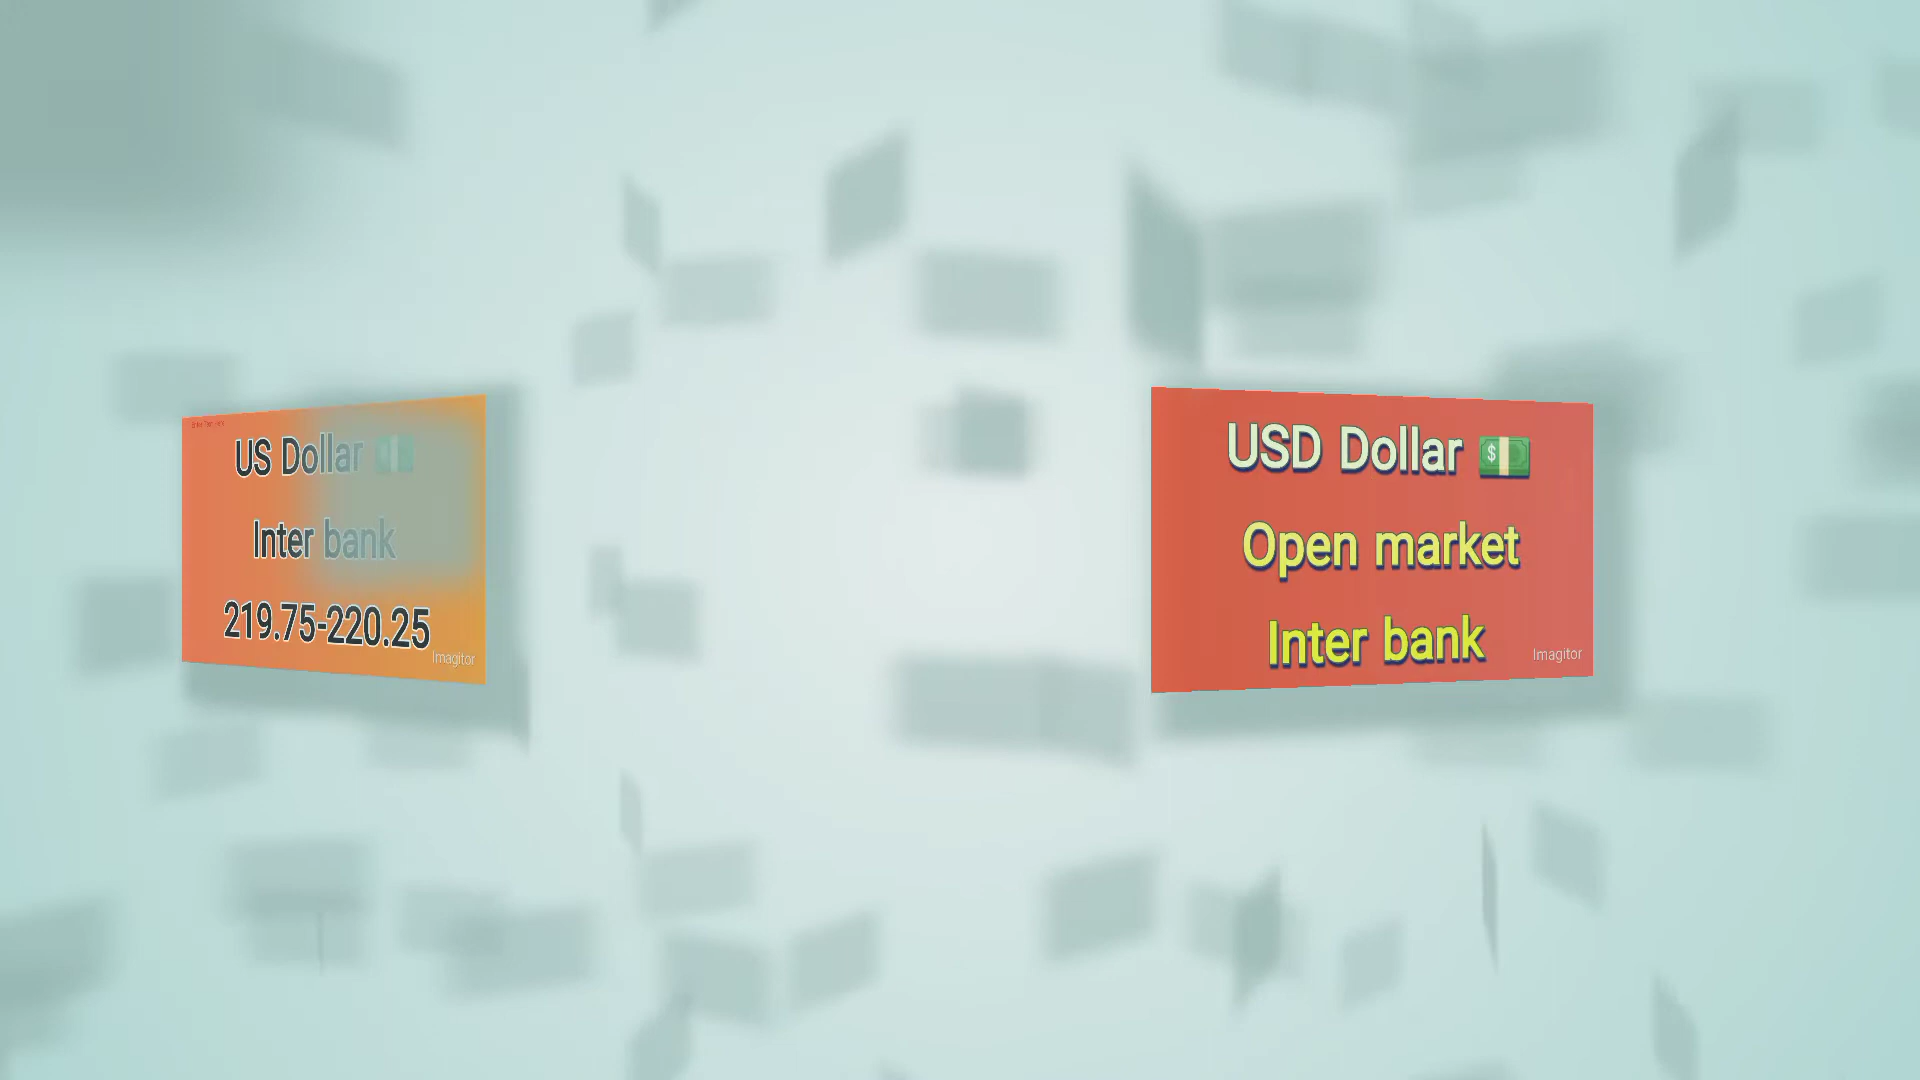 US Dollar 💵
Inter bank
219.75-220.25
Imagitor
USD Dollar 💵
Open market
Inter bank
Imagitor